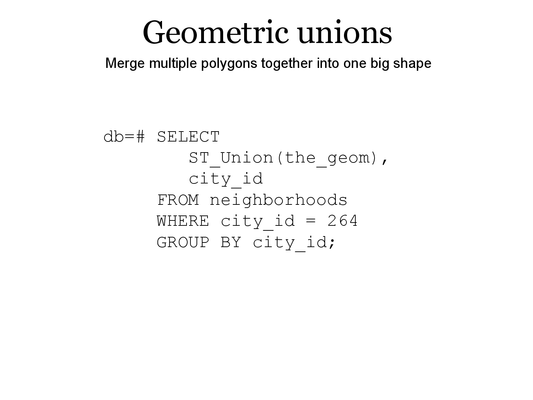 Geometric unions
Merge multiple polygons together into one big shape
db=# SELECT
ST_Union(the_geom),
city_id
FROM neighborhoods
WHERE city_id = 264
GROUP BY city_id;